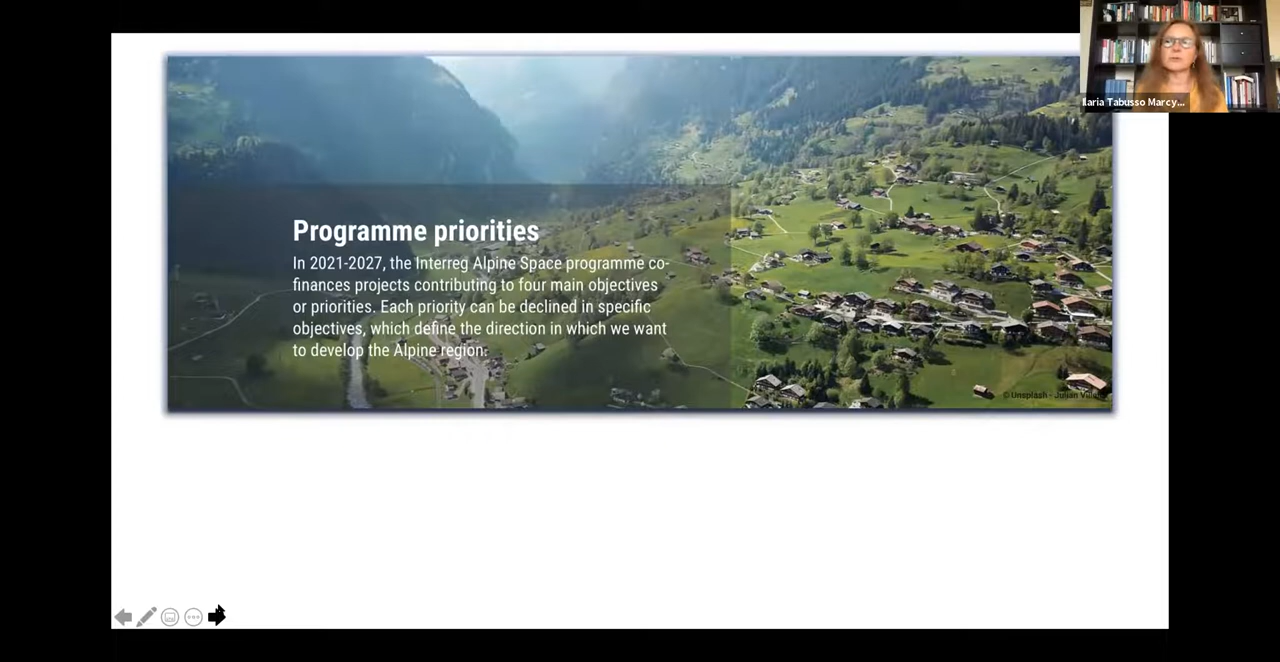 Ilaria Tabusso Marcy...
Programme priorities
In 2021-2027, the Interreg Alpine Space programme co-
finances projects contributing to four main objectives
or priorities. Each priority can be declined in specific
objectives, which define the direction in which we want
to develop the Alpine region.
© Unsplash - Julian